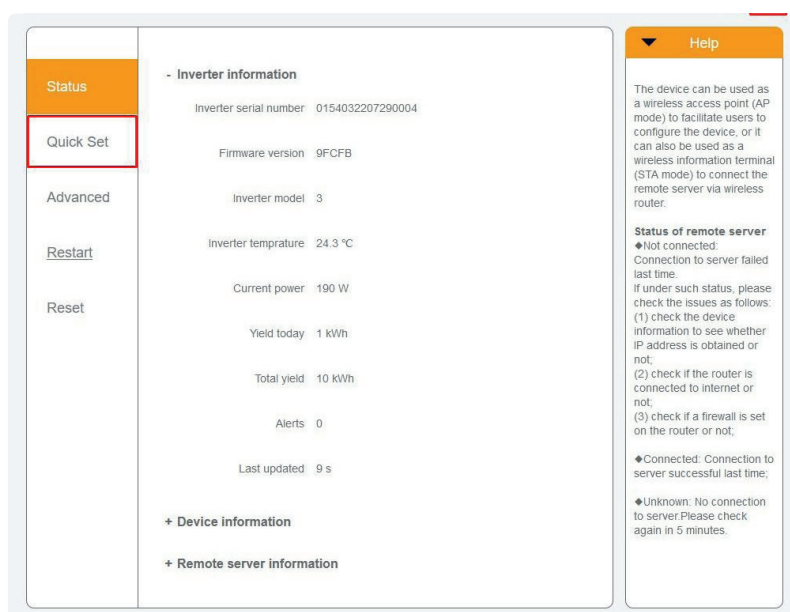 Status
Quick Set
Advanced
Restart
Reset
- Inverter information
Inverter serial number 0154032207290004
Firmware version 9FCFB
Inverter model 3
Inverter temprature 24.3 ℃
Current power 190 W
Yield today 1 kWh
Total yield 10 kWh
Alerts 0
Last updated 9 s
+ Device information
+ Remote server information
Help
The device can be used as
a wireless access point (AP
mode) to facilitate users to
configure the device, or it
can also be used as a
wireless information terminal
(STA mode) to connect the
remote server via wireless
router.
Status of remote server
◆Not connected:
Connection to server failed
last time.
If under such status, please
check the issues as follows:
(1) check the device
information to see whether
IP address is obtained or
not;
(2) check if the router is
connected to internet or
not;
(3) check if a firewall is set
on the router or not;
◆Connected: Connection to
server successful last time;
◆Unknown: No connection
to server.Please check
again in 5 minutes.